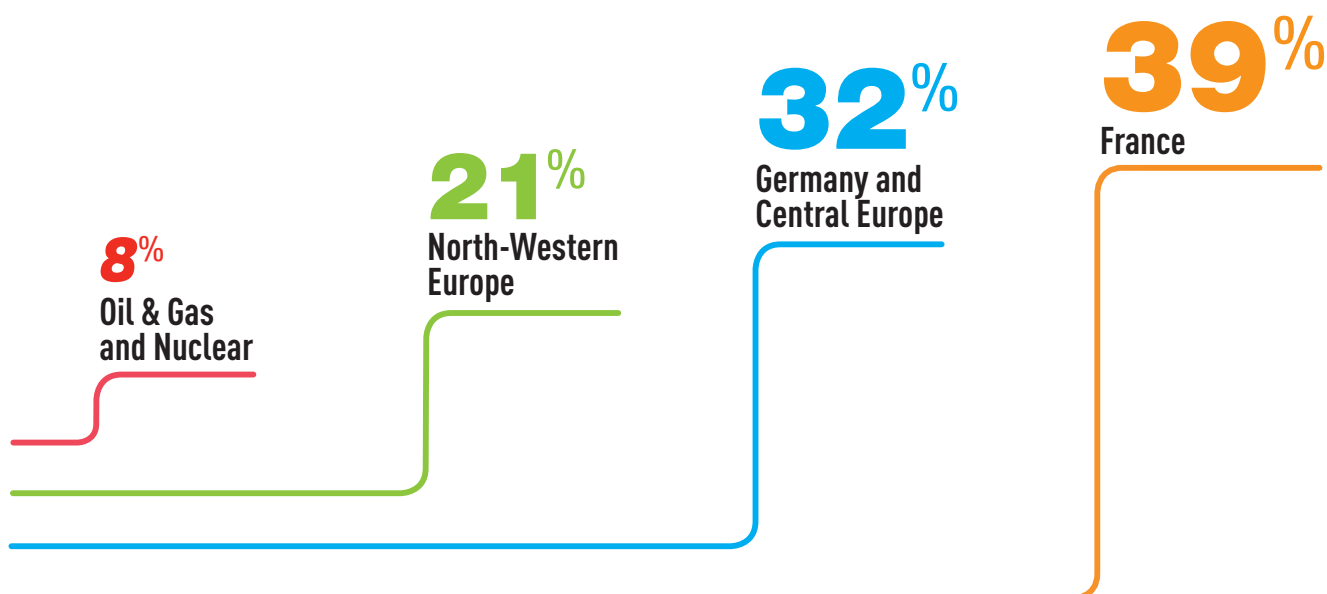 8%
Oil & Gas
and Nuclear
21%
North-Western
Europe
32%
Germany and
Central Europe
39%
France